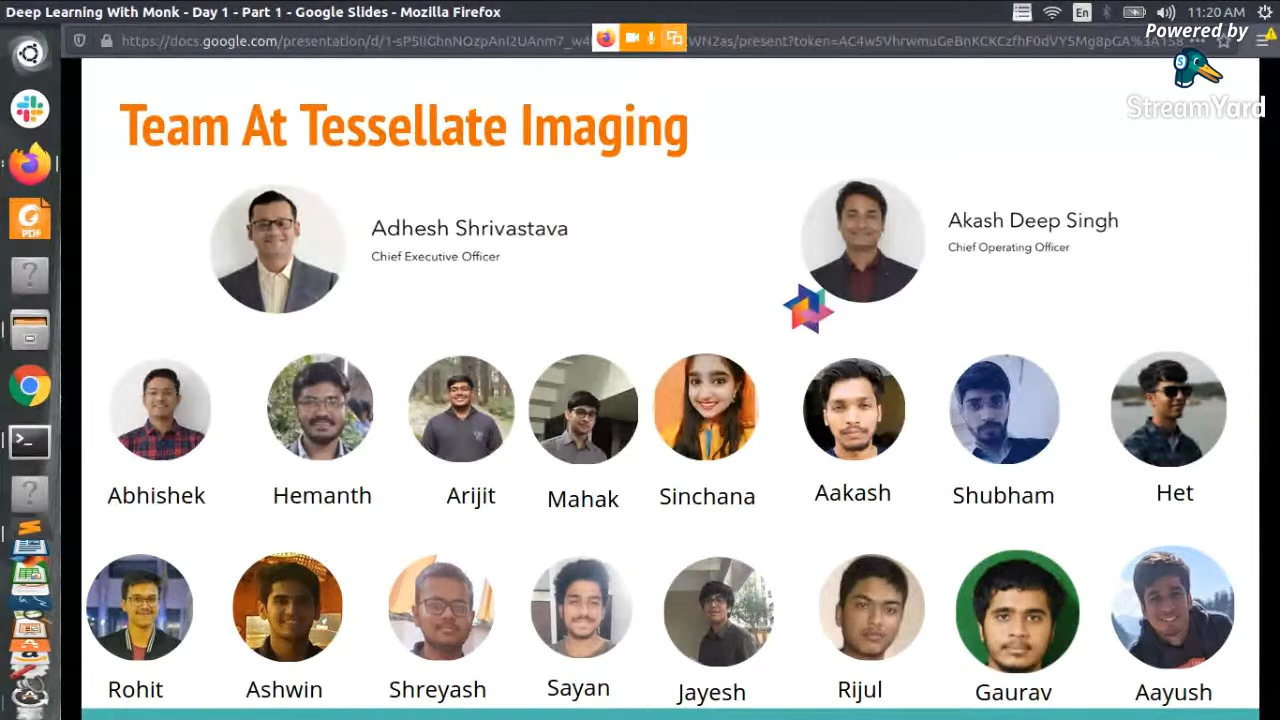 Deep Learning With Monk - Day 1 - Part 1 - Google Slides - Mozilla Firefox
En
11:20 AM
Powered by
StreamYard
Team At Tessellate Imaging
Adhesh Shrivastava
Chief Executive Officer
Akash Deep Singh
Chief Operating Officer
Abhishek
Hemanth
Arijit
Mahak
Sinchana
Aakash
Shubham
Het
Rohit
Ashwin
Shreyash
Sayan
Jayesh
Rijul
Gaurav
Aayush
PDF